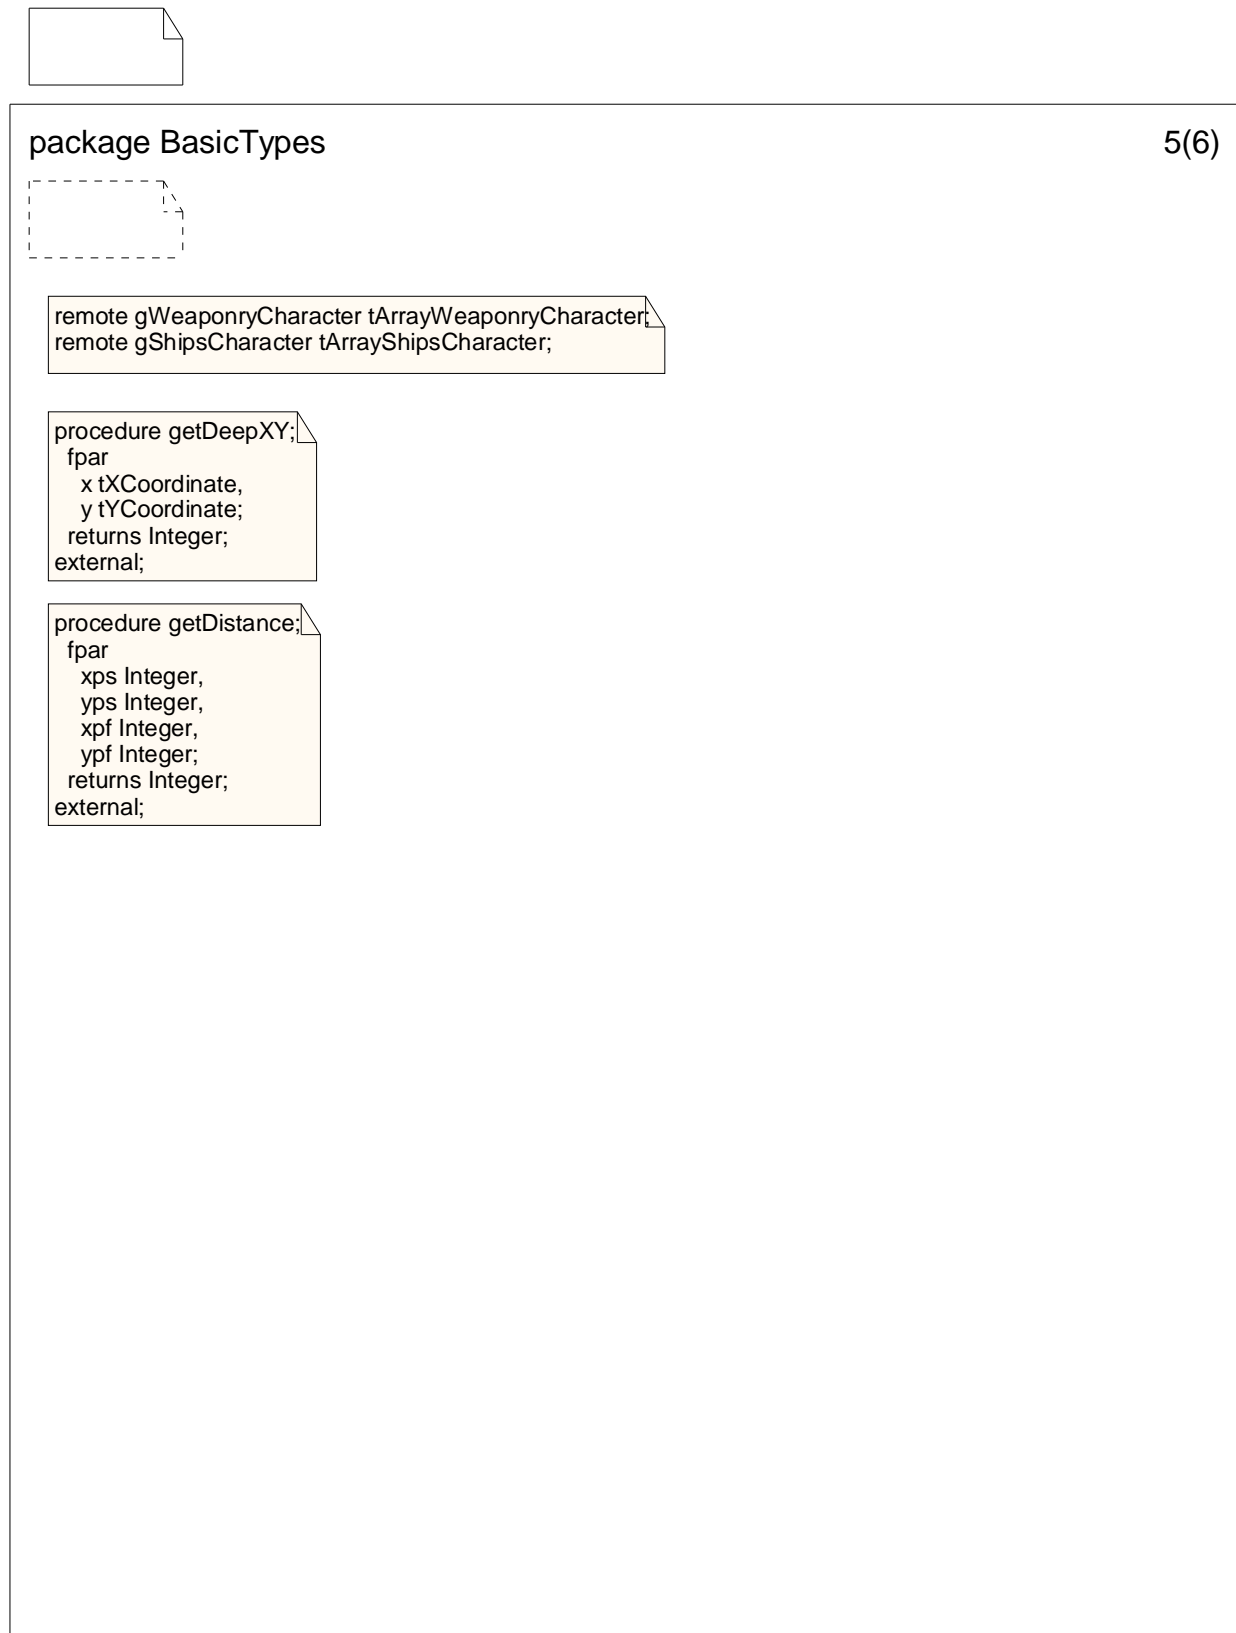 package BasicTypes 5(6)
remote gWeaponryCharacter tArrayWeaponryCharacter;
remote gShipsCharacter tArrayShipsCharacter;
procedure getDeepXY;
fpar
x tXCoordinate,
y tYCoordinate;
returns Integer;
external;
procedure getDistance;
fpar
xps Integer,
yps Integer,
xpf Integer,
ypf Integer;
returns Integer;
external;